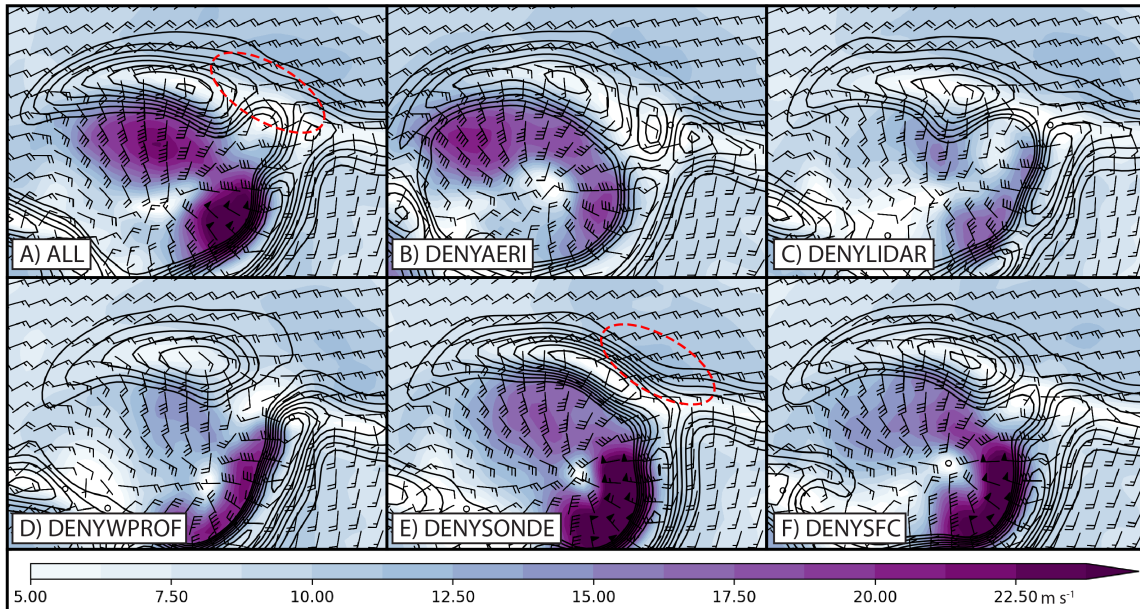 A) ALL
B) DENYAERI
C) DENYLIDAR
D) DENYWPROF
E) DENYSONDE
F) DENYSFC
5.00 7.50 10.00 12.50 15.00 17.50 20.00 22.50 m s⁻¹